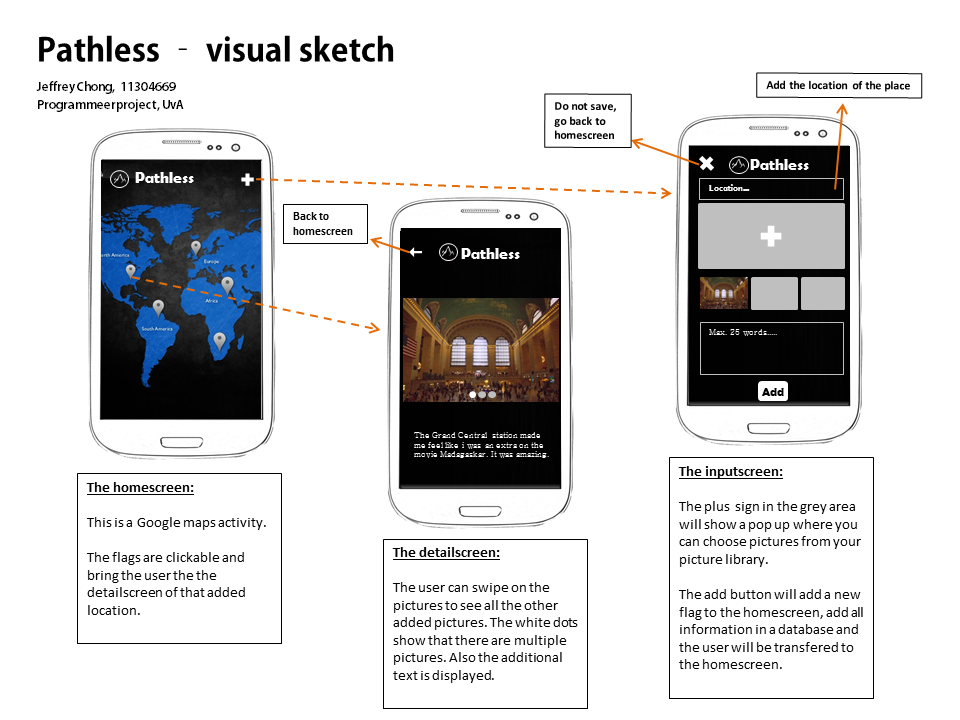 Pathless - visual sketch
Jeffrey Chong, 11304669
Programmeerproject, UvA
Pathless
North America
Europe
Africa
South America
Back to
homescreen
Pathless
The Grand Central station made
me feel like i was an extra on the
movie Madagaskar. It was amazing.
Do not save,
go back to
homescreen
Add the location of the place
Pathless
Location...
Max. 25 words.....
Add
The homescreen:
This is a Google maps activity.
The flags are clickable and
bring the user the the
detailscreen of that added
location.
The detailscreen:
The user can swipe on the
pictures to see all the other
added pictures. The white dots
show that there are multiple
pictures. Also the additional
text is displayed.
The inputscreen:
The plus sign in the grey area
will show a pop up where you
can choose pictures from your
picture library.
The add button will add a new
flag to the homescreen, add all
information in a database and
the user will be transfered to
the homescreen.